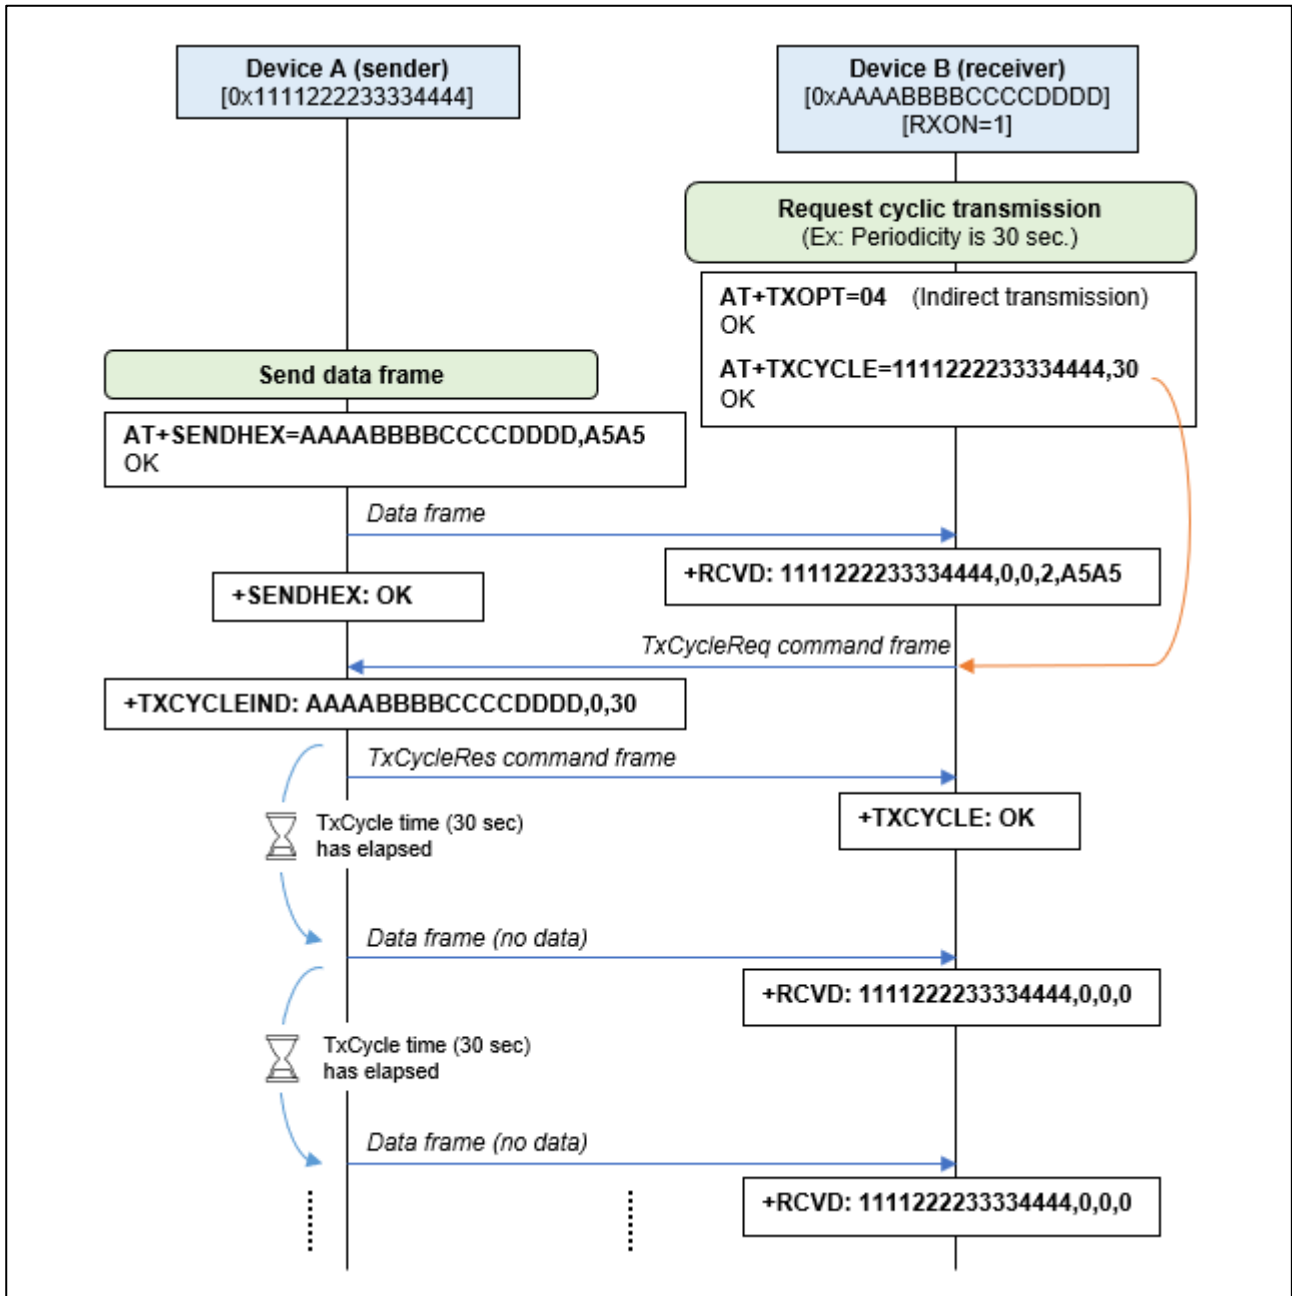 Device A (sender)
[0x1111222233334444]
Device B (receiver)
[0xAAAABBBBCCCCDDDD]
[RXON=1]
Request cyclic transmission
(Ex: Periodicity is 30 sec.)
AT+TXOPT=04 (Indirect transmission)
OK
AT+TXCYCLE=1111222233334444,30
OK
Send data frame
AT+SENDHEX=AAAABBBBCCCCDDDD,A5A5
OK
Data frame
+RCVD: 1111222233334444,0,0,2,A5A5
+SENDHEX: OK
TxCycleReq command frame
+TXCYCLEIND: AAAABBBBCCCCDDDD,0,30
TxCycleRes command frame
+TXCYCLE: OK
TxCycle time (30 sec)
has elapsed
Data frame (no data)
+RCVD: 1111222233334444,0,0,0
TxCycle time (30 sec)
has elapsed
Data frame (no data)
+RCVD: 1111222233334444,0,0,0